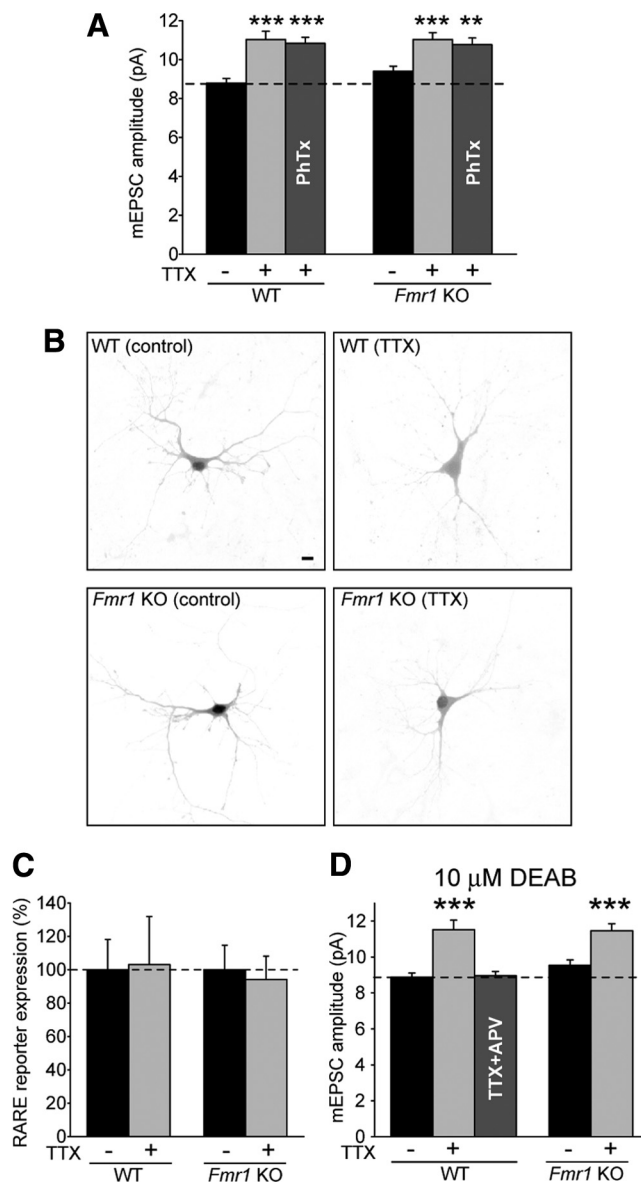 A
mEPSC amplitude (pA)
12
10
8
6
4
2
0
*** ***
*** **
PhTx
PhTx
TTX - + + - + +
WT Fmr1 KO
B
WT (control) WT (TTX)
Fmr1 KO (control) Fmr1 KO (TTX)
C
RARE reporter expression (%)
140
120
100
80
60
40
20
0
TTX - + - +
WT Fmr1 KO
D
10 μM DEAB
mEPSC amplitude (pA)
12
10
8
6
4
2
0
*** ***
TTX+APV
TTX - + - +
WT Fmr1 KO